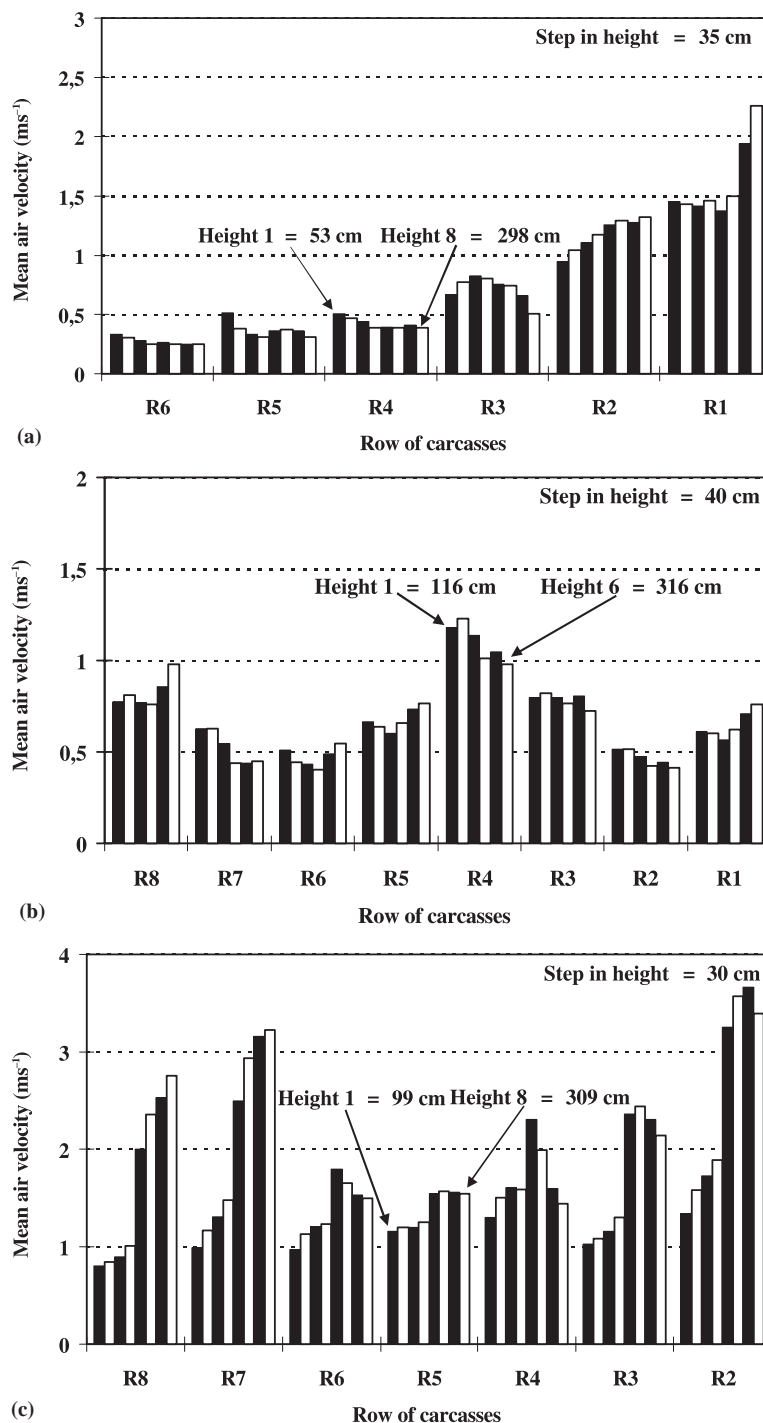 3
Step in height = 35 cm
2,5
2
1,5
Height 1 = 53 cm Height 8 = 298 cm
1
0,5
0
Mean air velocity (ms⁻¹)
R6 R5 R4 R3 R2 R1
(a)
Row of carcasses
2
Step in height = 40 cm
1,5
Height 1 = 116 cm Height 6 = 316 cm
1
0,5
0
Mean air velocity (ms⁻¹)
R8 R7 R6 R5 R4 R3 R2 R1
(b)
Row of carcasses
4
Step in height = 30 cm
3
Height 1 = 99 cm Height 8 = 309 cm
2
1
0
Mean air velocity (ms⁻¹)
R8 R7 R6 R5 R4 R3 R2
Row of carcasses
(c)